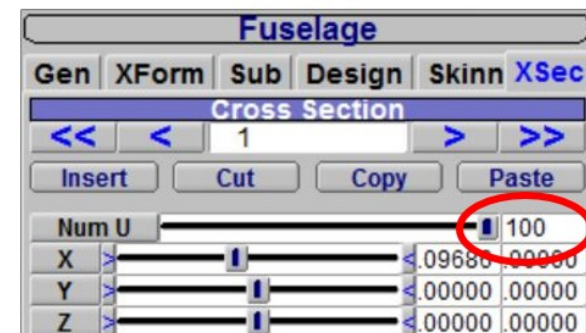 Fuselage
Gen XForm Sub Design Skinn XSec
Cross Section
<< < 1 > >>
Insert Cut Copy Paste
Num U 100
X > < .09680 .00000
Y > < .00000 .00000
Z > < .00000 .00000